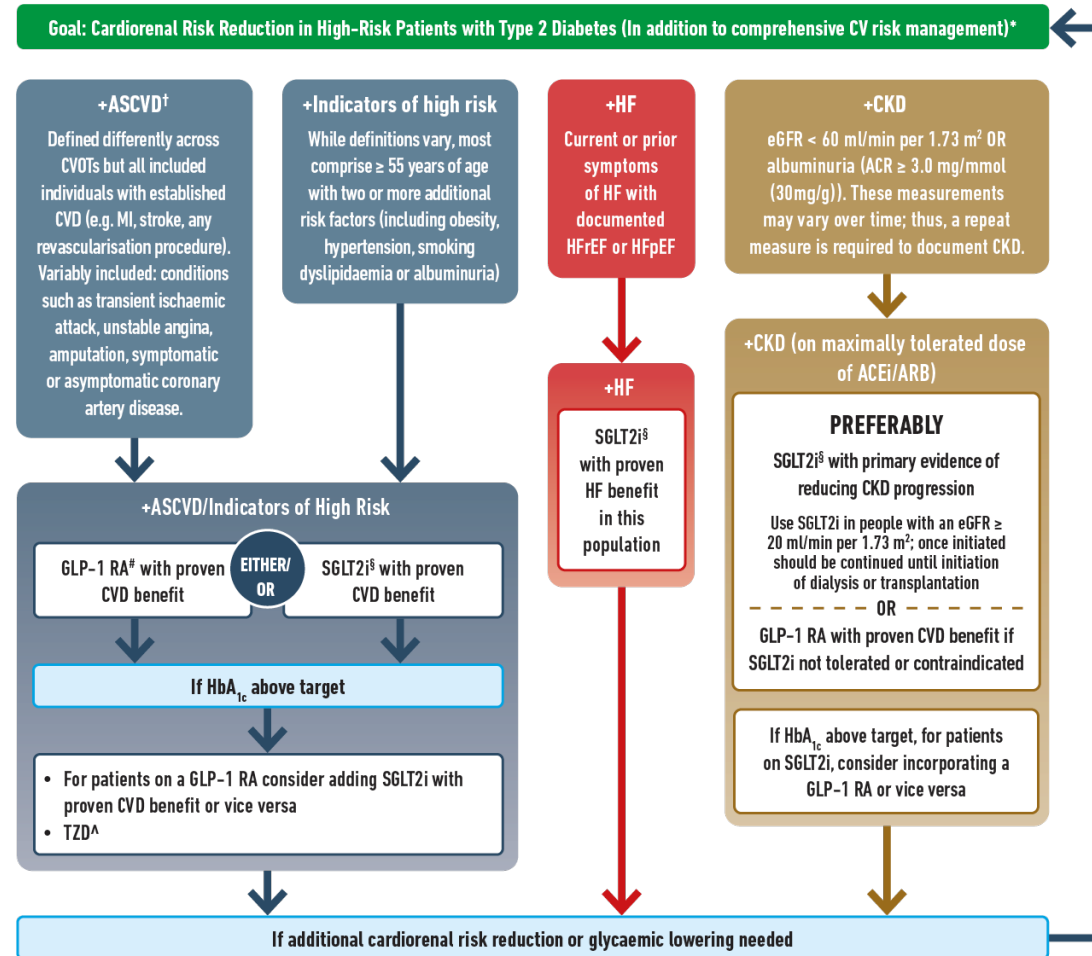 Goal: Cardiorenal Risk Reduction in High-Risk Patients with Type 2 Diabetes (In addition to comprehensive CV risk management)*
+ASCVD†
Defined differently across
CVOTs but all included
individuals with established
CVD (e.g. MI, stroke, any
revascularisation procedure).
Variably included: conditions
such as transient ischaemic
attack, unstable angina,
amputation, symptomatic
or asymptomatic coronary
artery disease.
+Indicators of high risk
While definitions vary, most
comprise ≥ 55 years of age
with two or more additional
risk factors (including obesity,
hypertension, smoking
dyslipidaemia or albuminuria)
+HF
Current or prior
symptoms
of HF with
documented
HFrEF or HFpEF
+CKD
eGFR < 60 ml/min per 1.73 m² OR
albuminuria (ACR ≥ 3.0 mg/mmol
(30mg/g)). These measurements
may vary over time; thus, a repeat
measure is required to document CKD.
+ASCVD/Indicators of High Risk
GLP-1 RA# with proven
CVD benefit
EITHER/
OR
SGLT2i§ with proven
CVD benefit
If HbA1c above target
• For patients on a GLP-1 RA consider adding SGLT2i with
proven CVD benefit or vice versa
• TZD^
+HF
SGLT2i§
with proven
HF benefit
in this
population
+CKD (on maximally tolerated dose
of ACEi/ARB)
PREFERABLY
SGLT2i§ with primary evidence of
reducing CKD progression
Use SGLT2i in people with an eGFR ≥
20 ml/min per 1.73 m²; once initiated
should be continued until initiation
of dialysis or transplantation
OR
GLP-1 RA with proven CVD benefit if
SGLT2i not tolerated or contraindicated
If HbA1c above target, for patients
on SGLT2i, consider incorporating a
GLP-1 RA or vice versa
If additional cardiorenal risk reduction or glycaemic lowering needed